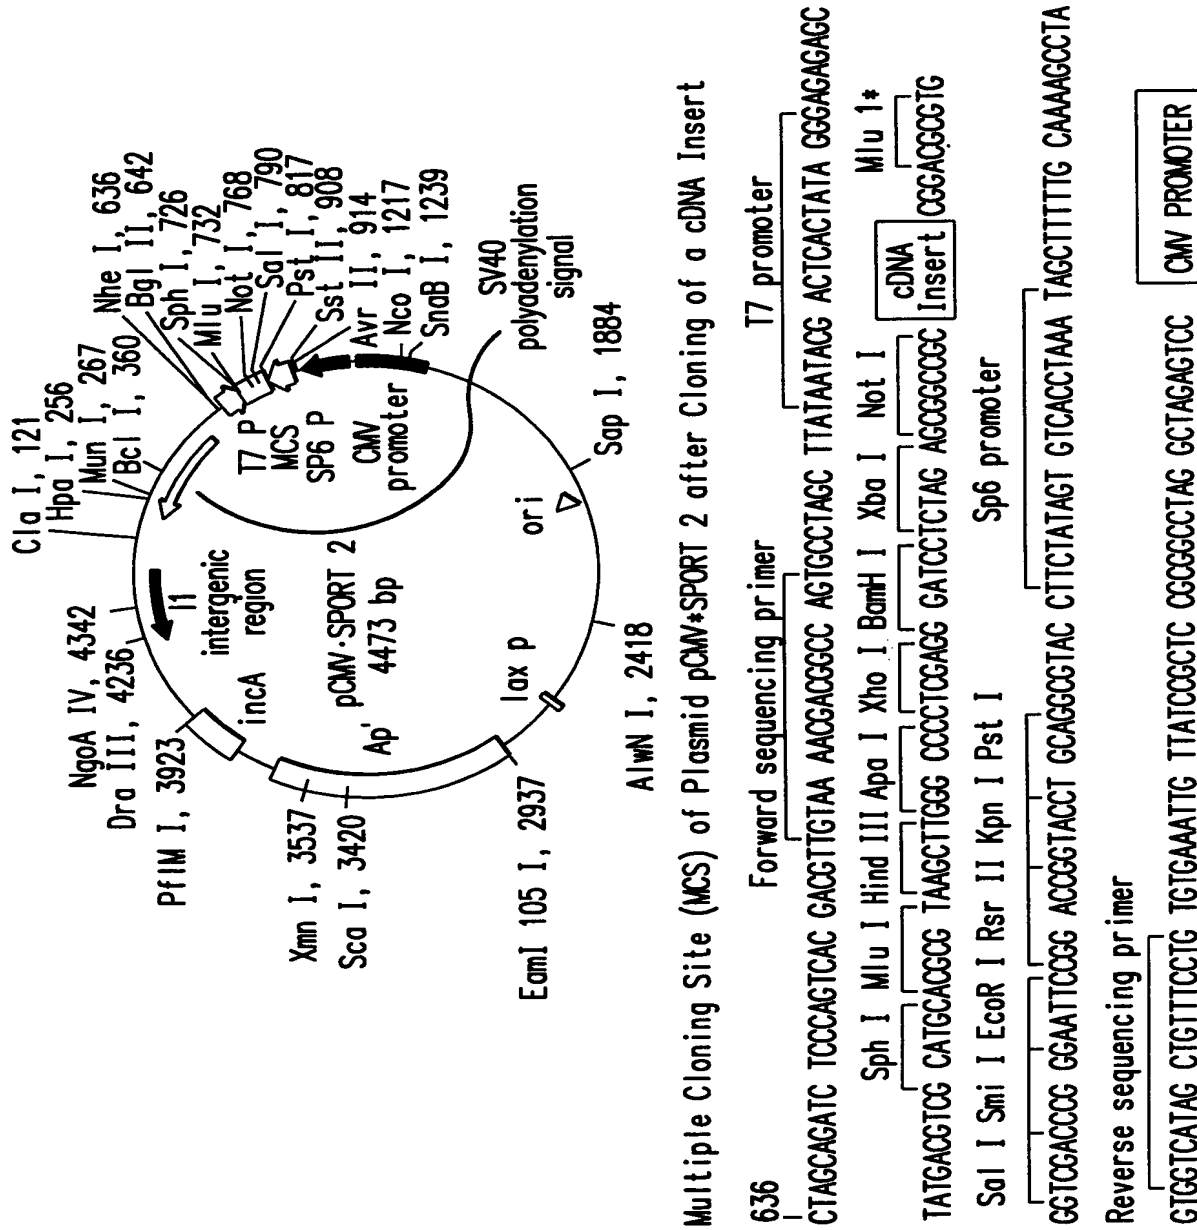 Cla I, 121
Hpa I, 256
Mun I, 267
Bcl I, 360
Nhe I, 636
Bgl II, 642
Sph I, 726
Mlu I, 732
Not I, 768
Sal I, 790
Pst I, 817
Sst II, 908
Avr II, 914
Nco I, 1217
SnaB I, 1239
SV40
polyadenylation
signal
Sap I, 1884
AlwN I, 2418
EamI 105 I, 2937
Sca I, 3420
Xmn I, 3537
PflM I, 3923
Dra III, 4236
NgoA IV, 4342
I1
intergenic
region
incA
pCMV·SPORT 2
4473 bp
Ap'
lax p
ori
T7 P
MCS
SP6 P
CMV
promoter
Multiple Cloning Site (MCS) of Plasmid pCMV*SPORT 2 after Cloning of a cDNA Insert
636 Forward sequencing primer T7 promoter
CTAGCAGATC TCCCAGTCAC GACGTTGTAA AACGACGGCC AGTGCCTAGC TTATAATACG ACTCACTATA GGGAGAGAGC
Sph I Mlu I Hind III Apa I Xho I BamH I Xba I Not I Mlu 1*
TATGACGTCG CATGCACGCG TAAGCTTGGG CCCCTCGAGG GATCCTCTAG AGCGGCCGC cDNA Insert CGGACGCGTG
Sal I Smi I EcoR I Rsr II Kpn I Pst I Sp6 promoter
GGTCGACCCG GGAATTCCGG ACCGGTACCT GCAGGCGTAC CTTCTATAGT GTCACCTAAA TAGCTTTTTG CAAAAGCCTA
Reverse sequencing primer
GTGGTCATAG CTGTTTCCTG TGTGAAATTG TTATCCGCTC CGCGGCCTAG GCTAGAGTCC CMV PROMOTER